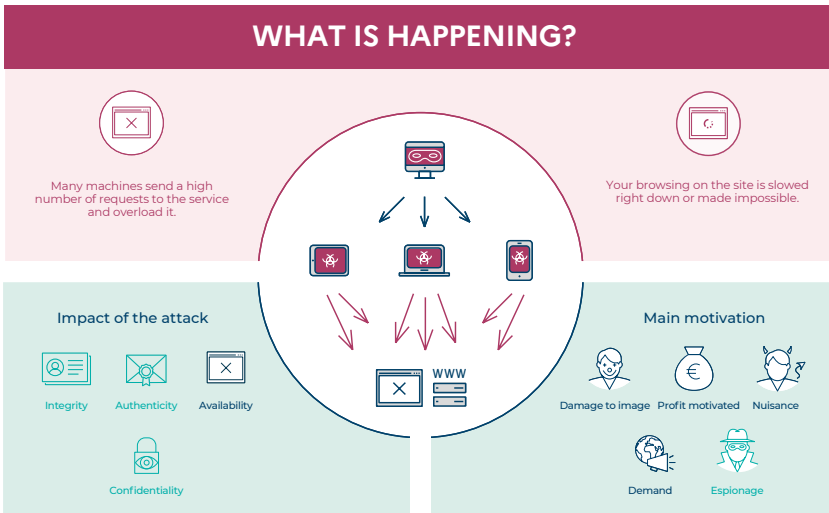 WHAT IS HAPPENING?
Many machines send a high
number of requests to the service
and overload it.
Your browsing on the site is slowed
right down or made impossible.
WWW
Impact of the attack
Integrity
Authenticity
Availability
Confidentiality
Main motivation
Damage to image
Profit motivated
Nuisance
Demand
Espionage